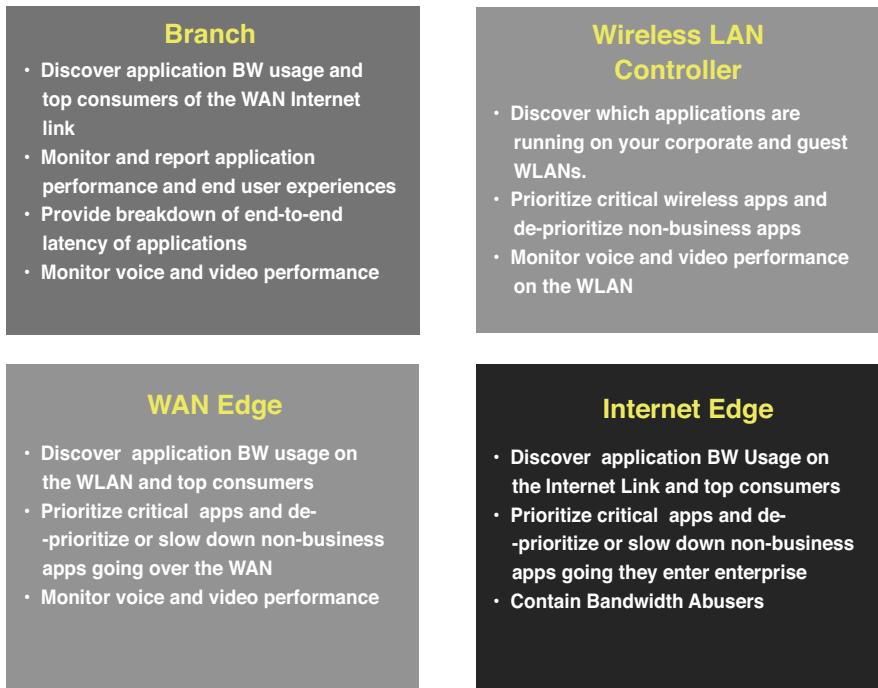 Branch
• Discover application BW usage and
top consumers of the WAN Internet
link
• Monitor and report application
performance and end user experiences
• Provide breakdown of end-to-end
latency of applications
• Monitor voice and video performance
Wireless LAN
Controller
• Discover which applications are
running on your corporate and guest
WLANs.
• Prioritize critical wireless apps and
de-prioritize non-business apps
• Monitor voice and video performance
on the WLAN
WAN Edge
• Discover  application BW usage on
the WLAN and top consumers
• Prioritize critical  apps and de-
-prioritize or slow down non-business
apps going over the WAN
• Monitor voice and video performance
Internet Edge
• Discover  application BW Usage on
the Internet Link and top consumers
• Prioritize critical  apps and de-
-prioritize or slow down non-business
apps going they enter enterprise
• Contain Bandwidth Abusers